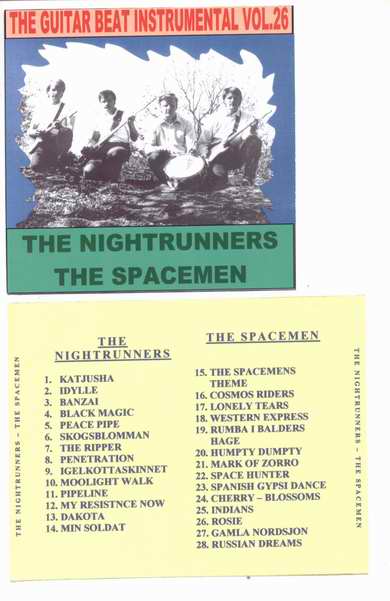 THE GUITAR BEAT INSTRUMENTAL VOL.26
THE NIGHTRUNNERS
THE SPACEMEN
THE NIGHTRUNNERS – THE SPACEMEN
THE
NIGHTRUNNERS
1. KATJUSHA
2. IDYLLE
3. BANZAI
4. BLACK MAGIC
5. PEACE PIPE
6. SKOGSBLOMMAN
7. THE RIPPER
8. PENETRATION
9. IGELKOTTASKINNET
10. MOOLIGHT WALK
11. PIPELINE
12. MY RESISTNCE NOW
13. DAKOTA
14. MIN SOLDAT
THE SPACEMEN
15. THE SPACEMENS
THEME
16. COSMOS RIDERS
17. LONELY TEARS
18. WESTERN EXPRESS
19. RUMBA I BALDERS
HAGE
20. HUMPTY DUMPTY
21. MARK OF ZORRO
22. SPACE HUNTER
23. SPANISH GYPSI DANCE
24. CHERRY – BLOSSOMS
25. INDIANS
26. ROSIE
27. GAMLA NORDSJON
28. RUSSIAN DREAMS
THE NIGHTRUNNERS – THE SPACEMEN